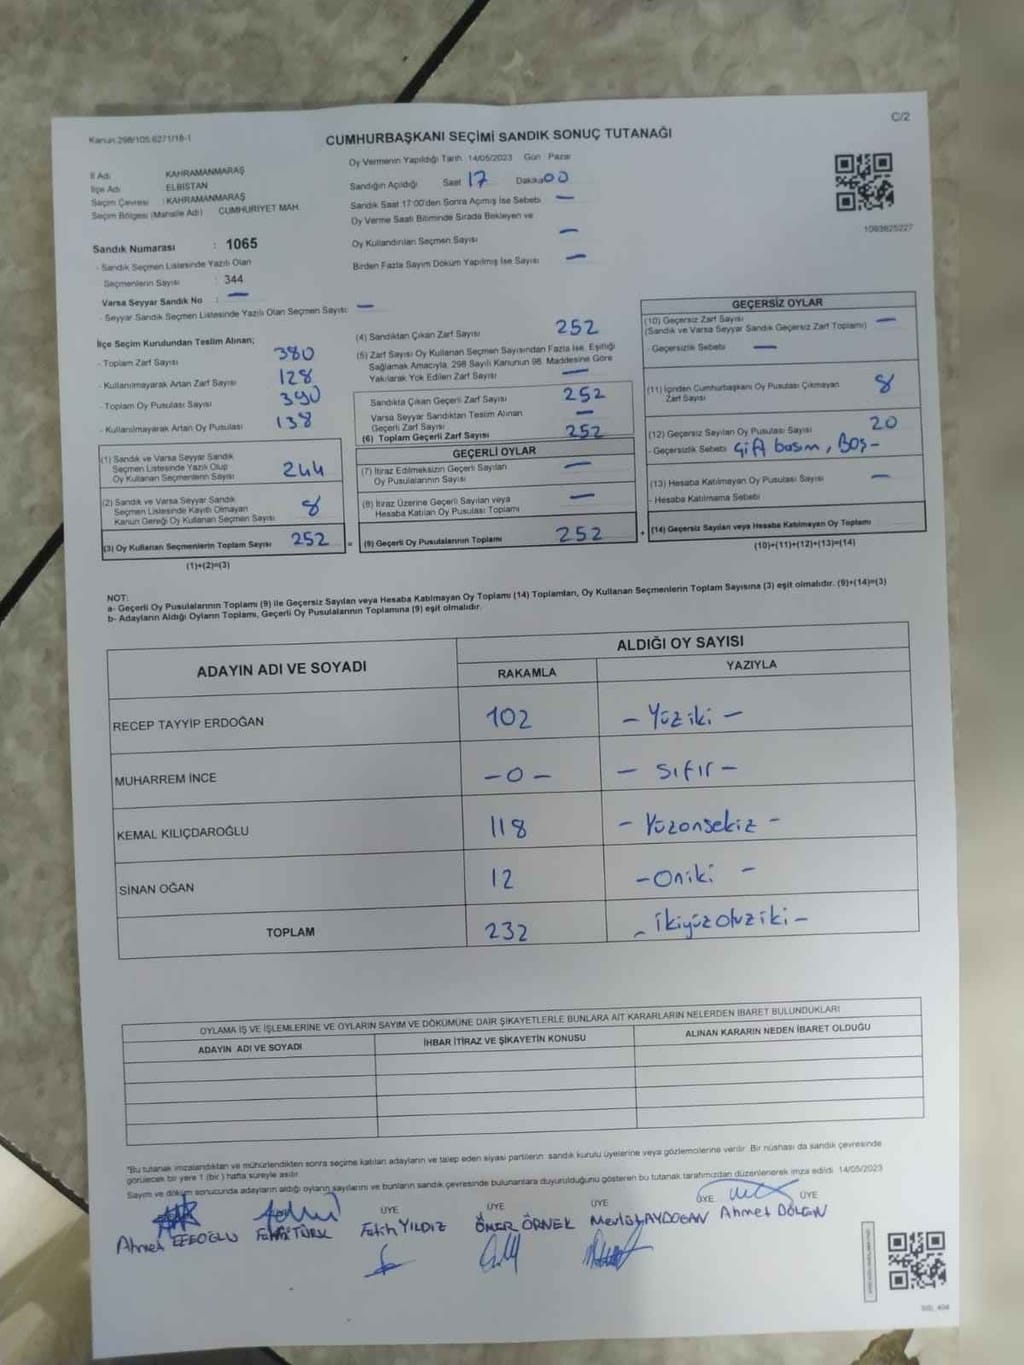 C/2
Kanun:298/105 6271/18-1
CUMHURBAŞKANI SEÇİMİ SANDIK SONUÇ TUTANAĞI
İl Adı KAHRAMANMARAŞ
İlçe Adı ELBİSTAN
Seçim Çevresi : KAHRAMANMARAŞ
Seçim Bölgesi (Mahalle Adı) CUMHURİYET MAH.
Sandık Numarası : 1065
- Sandık Seçmen Listesinde Yazılı Olan
Seçmenlerin Sayısı : 344
Varsa Seyyar Sandık No : —
- Seyyar Sandık Seçmen Listesinde Yazılı Olan Seçmen Sayısı: —
Oy Vermenin Yapıldığı Tarih 14/05/2023 Gün Pazar
Sandığın Açıldığı Saat 17 Dakika 00
Sandık Saat 17:00'den Sonra Açılmış İse Sebebi —
Oy Verme Saati Bitiminde Sırada Bekleyen ve
Oy Kullandırılan Seçmen Sayısı —
Birden Fazla Sayım Döküm Yapılmış İse Sayısı —
1093825227
İlçe Seçim Kurulundan Teslim Alınan;
- Toplam Zarf Sayısı 380
- Kullanılmayarak Artan Zarf Sayısı 128
- Toplam Oy Pusulası Sayısı 390
- Kullanılmayarak Artan Oy Pusulası 138
(1) Sandık ve Varsa Seyyar Sandık
Seçmen Listesinde Yazılı Olup
Oy Kullanan Seçmenlerin Sayısı 244
(2) Sandık ve Varsa Seyyar Sandık
Seçmen Listesinde Kayıtlı Olmayan
Kanun Gereği Oy Kullanan Seçmen Sayısı 8
(3) Oy Kullanan Seçmenlerin Toplam Sayısı 252 =
(1)+(2)=(3)
(4) Sandıktan Çıkan Zarf Sayısı 252
(5) Zarf Sayısı Oy Kullanan Seçmen Sayısından Fazla İse, Eşitliği
Sağlamak Amacıyla, 298 Sayılı Kanunun 98. Maddesine Göre
Yakılarak Yok Edilen Zarf Sayısı —
Sandıkta Çıkan Geçerli Zarf Sayısı 252
Varsa Seyyar Sandıktan Teslim Alınan
Geçerli Zarf Sayısı —
(6) Toplam Geçerli Zarf Sayısı 252
GEÇERLİ OYLAR
(7) İtiraz Edilmeksizin Geçerli Sayılan
Oy Pusulalarının Sayısı —
(8) İtiraz Üzerine Geçerli Sayılan veya
Hesaba Katılan Oy Pusulası Toplamı —
(9) Geçerli Oy Pusulalarının Toplamı 252 +
GEÇERSİZ OYLAR
(10) Geçersiz Zarf Sayısı —
(Sandık ve Varsa Seyyar Sandık Geçersiz Zarf Toplamı)
- Geçersizlik Sebebi —
(11) İçinden Cumhurbaşkanı Oy Pusulası Çıkmayan
Zarf Sayısı 8
(12) Geçersiz Sayılan Oy Pusulası Sayısı 20
- Geçersizlik Sebebi Çift basım, Boş —
(13) Hesaba Katılmayan Oy Pusulası Sayısı —
- Hesaba Katılmama Sebebi
(14) Geçersiz Sayılan veya Hesaba Katılmayan Oy Toplamı
(10)+(11)+(12)+(13)=(14)
NOT:
a- Geçerli Oy Pusulalarının Toplamı (9) ile Geçersiz Sayılan veya Hesaba Katılmayan Oy Toplamı (14) Toplamları, Oy Kullanan Seçmenlerin Toplam Sayısına (3) eşit olmalıdır. (9)+(14)=(3)
b- Adayların Aldığı Oyların Toplamı, Geçerli Oy Pusulalarının Toplamına (9) eşit olmalıdır.
ADAYIN ADI VE SOYADI
ALDIĞI OY SAYISI
RAKAMLA YAZIYLA
RECEP TAYYİP ERDOĞAN 102 — Yüziki —
MUHARREM İNCE — 0 — — Sıfır —
KEMAL KILIÇDAROĞLU 118 — Yüzonsekiz —
SİNAN OĞAN 12 — Oniki —
TOPLAM 232 — ikiyüzotuziki —
OYLAMA İŞ VE İŞLEMLERİNE VE OYLARIN SAYIM VE DÖKÜMÜNE DAİR ŞİKAYETLERLE BUNLARA AİT KARARLARIN NELERDEN İBARET BULUNDUKLARI
ADAYIN ADI VE SOYADI İHBAR İTİRAZ VE ŞİKAYETİN KONUSU ALINAN KARARIN NEDEN İBARET OLDUĞU
"Bu tutanak imzalandıktan ve mühürlendikten sonra seçime katılan adayların ve talep eden siyasi partilerin sandık kurulu üyelerine veya gözlemcilerine verilir. Bir nüshası da sandık çevresinde
görülecek bir yere 1 (bir ) hafta süreyle asılır.
Sayım ve döküm sonucunda adayların aldığı oyların sayılarını ve bunların sandık çevresinde bulunanlara duyurulduğunu gösteren bu tutanak tarafımızdan düzenlenerek imza edildi. 14/05/2023
ÜYE ÜYE ÜYE ÜYE ÜYE
Ahmet EFEOĞLU Fatih YILDIZ ÖMER ÖRNEK Mevlüt AYDOĞAN Ahmet DÖLGEN